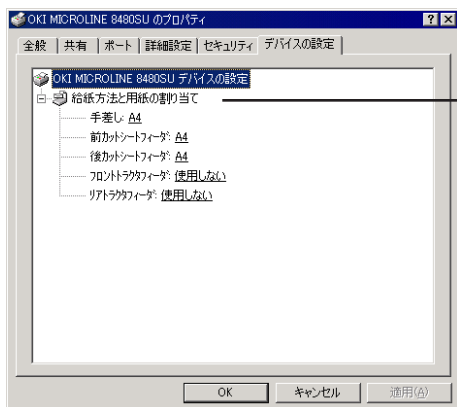 OKI MICROLINE 8480SU のプロパティ
全般 共有 ポート 詳細設定 セキュリティ デバイスの設定
OKI MICROLINE 8480SU デバイスの設定
給紙方法と用紙の割り当て
手差し: A4
前カットシートフィーダ: A4
後カットシートフィーダ: A4
フロントトラクタフィーダ: 使用しない
リアトラクタフィーダ: 使用しない
OK キャンセル 適用(A)